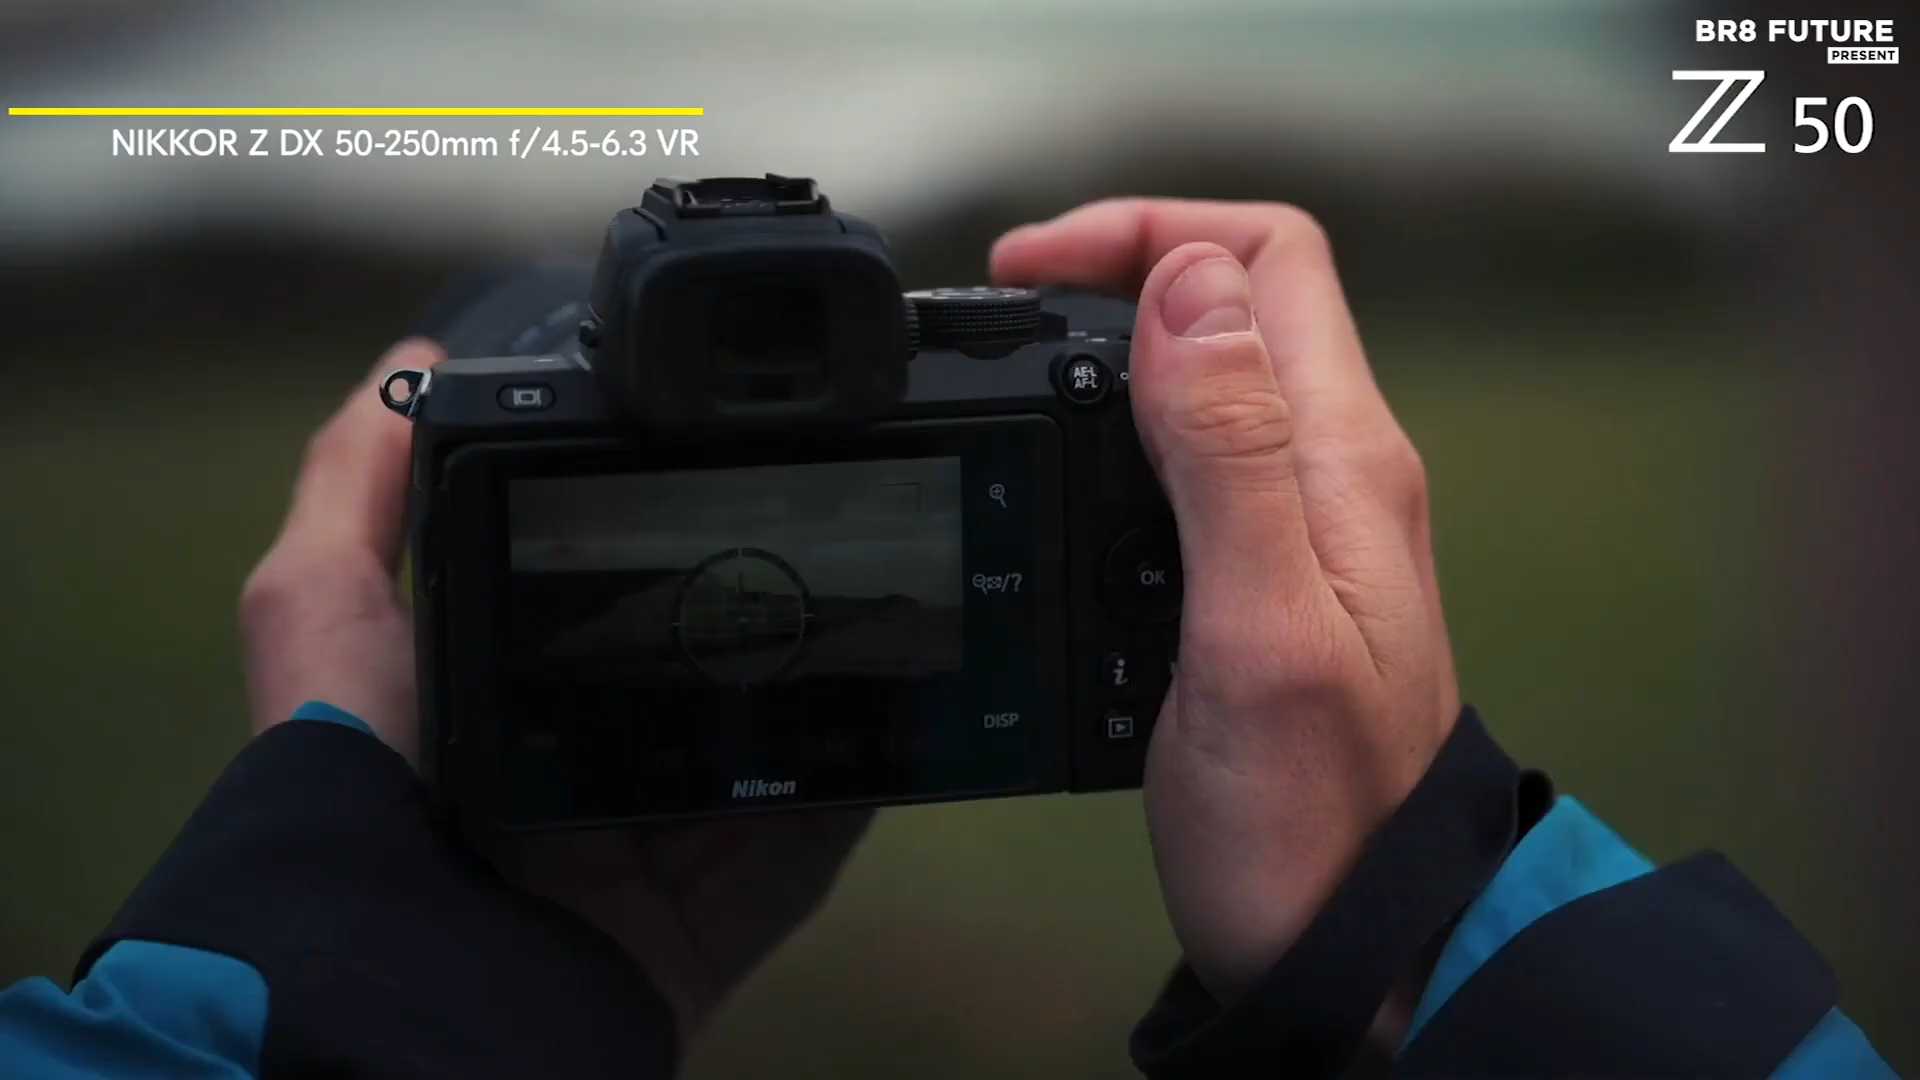 BR8 FUTURE
PRESENT
Z 50
NIKKOR Z DX 50-250mm f/4.5-6.3 VR
AE-L
AF-L
?
OK
i
DISP
Nikon